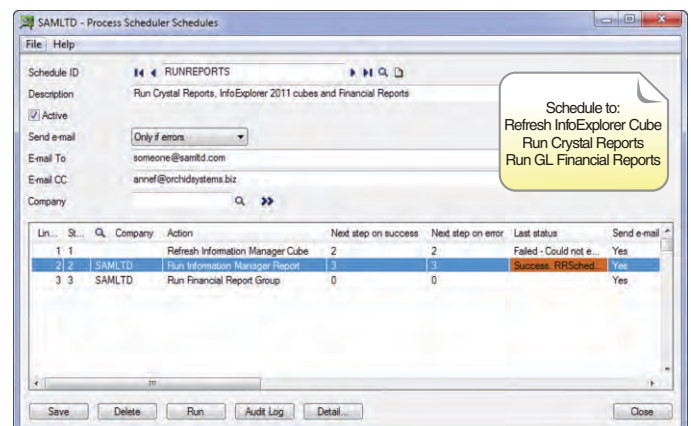 SAMLTD - Process Scheduler Schedules
File Help
Schedule ID RUNREPORTS
Description Run Crystal Reports, InfoExplorer 2011 cubes and Financial Reports
Active
Send e-mail Only if errors
E-mail To someone@samltd.com
E-mail CC annef@orchidsystems.biz
Company
Schedule to:
Refresh InfoExplorer Cube
Run Crystal Reports
Run GL Financial Reports
Lin... St... Company Action Next step on success Next step on error Last status Send e-mail
1 1 Refresh Information Manager Cube 2 2 Failed - Could not e... Yes
2 2 SAMLTD Run Information Manager Report 3 3 Success. RRSched... Yes
3 3 SAMLTD Run Financial Report Group 0 0 Yes
Save Delete Run Audit Log Detail... Close